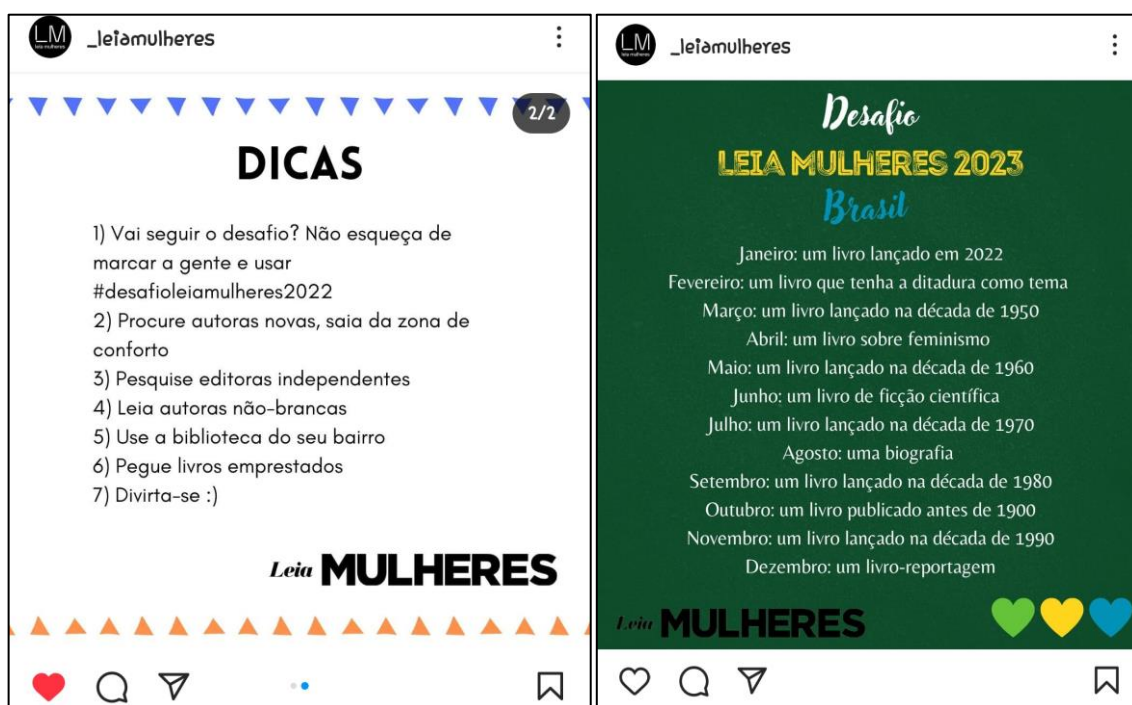 LM
leia mulheres
_leiamulheres
2/2
DICAS
1) Vai seguir o desafio? Não esqueça de
marcar a gente e usar
#desafioleiamulheres2022
2) Procure autoras novas, saia da zona de
conforto
3) Pesquise editoras independentes
4) Leia autoras não-brancas
5) Use a biblioteca do seu bairro
6) Pegue livros emprestados
7) Divirta-se :)
Leia MULHERES
LM
leia mulheres
_leiamulheres
Desafio
LEIA MULHERES 2023
Brasil
Janeiro: um livro lançado em 2022
Fevereiro: um livro que tenha a ditadura como tema
Março: um livro lançado na década de 1950
Abril: um livro sobre feminismo
Maio: um livro lançado na década de 1960
Junho: um livro de ficção científica
Julho: um livro lançado na década de 1970
Agosto: uma biografia
Setembro: um livro lançado na década de 1980
Outubro: um livro publicado antes de 1900
Novembro: um livro lançado na década de 1990
Dezembro: um livro-reportagem
Leia MULHERES